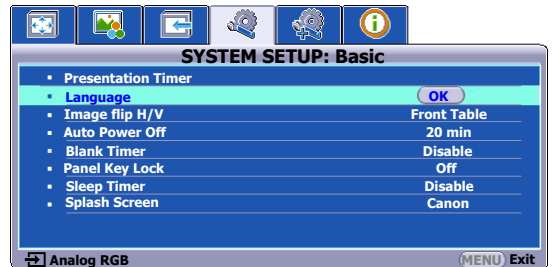 SYSTEM SETUP: Basic
Presentation Timer
Language OK
Image flip H/V Front Table
Auto Power Off 20 min
Blank Timer Disable
Panel Key Lock Off
Sleep Timer Disable
Splash Screen Canon
Analog RGB MENU Exit